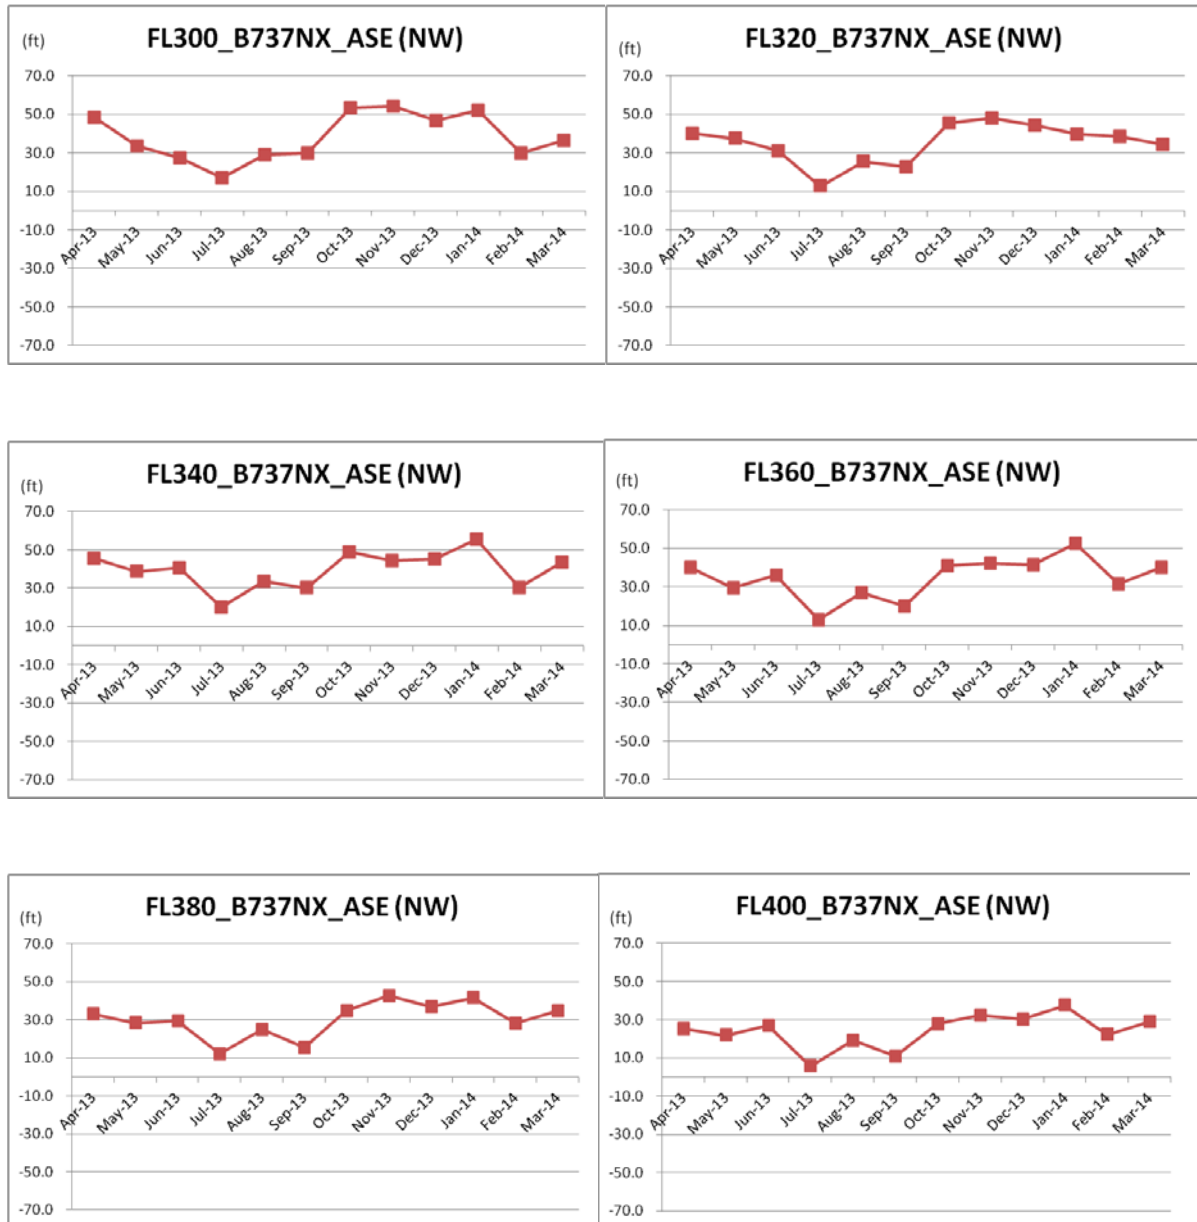 FL300_B737NX_ASE (NW)
(ft)
70.0
50.0
30.0
10.0
-10.0
-30.0
-50.0
-70.0
Apr-13 May-13 Jun-13 Jul-13 Aug-13 Sep-13 Oct-13 Nov-13 Dec-13 Jan-14 Feb-14 Mar-14
FL320_B737NX_ASE (NW)
(ft)
70.0
50.0
30.0
10.0
-10.0
-30.0
-50.0
-70.0
Apr-13 May-13 Jun-13 Jul-13 Aug-13 Sep-13 Oct-13 Nov-13 Dec-13 Jan-14 Feb-14 Mar-14
FL340_B737NX_ASE (NW)
(ft)
70.0
50.0
30.0
10.0
-10.0
-30.0
-50.0
-70.0
Apr-13 May-13 Jun-13 Jul-13 Aug-13 Sep-13 Oct-13 Nov-13 Dec-13 Jan-14 Feb-14 Mar-14
FL360_B737NX_ASE (NW)
(ft)
70.0
50.0
30.0
10.0
-10.0
-30.0
-50.0
-70.0
Apr-13 May-13 Jun-13 Jul-13 Aug-13 Sep-13 Oct-13 Nov-13 Dec-13 Jan-14 Feb-14 Mar-14
FL380_B737NX_ASE (NW)
(ft)
70.0
50.0
30.0
10.0
-10.0
-30.0
-50.0
-70.0
Apr-13 May-13 Jun-13 Jul-13 Aug-13 Sep-13 Oct-13 Nov-13 Dec-13 Jan-14 Feb-14 Mar-14
FL400_B737NX_ASE (NW)
(ft)
70.0
50.0
30.0
10.0
-10.0
-30.0
-50.0
-70.0
Apr-13 May-13 Jun-13 Jul-13 Aug-13 Sep-13 Oct-13 Nov-13 Dec-13 Jan-14 Feb-14 Mar-14